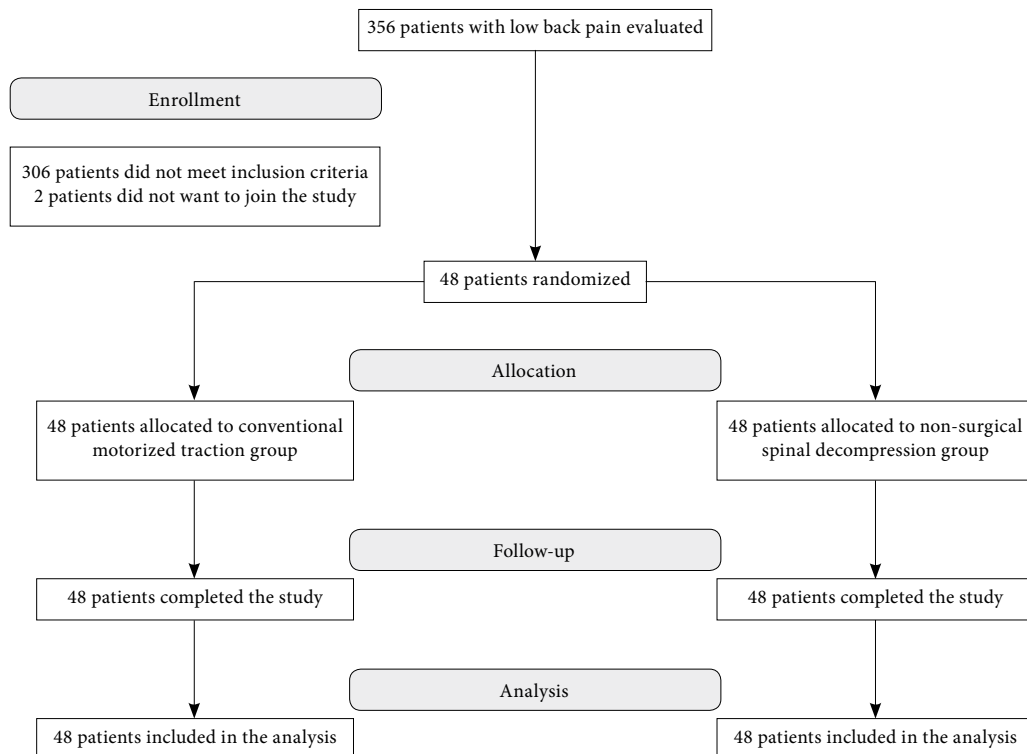 356 patients with low back pain evaluated
Enrollment
306 patients did not meet inclusion criteria
2 patients did not want to join the study
48 patients randomized
Allocation
48 patients allocated to conventional
motorized traction group
48 patients allocated to non-surgical
spinal decompression group
Follow-up
48 patients completed the study
48 patients completed the study
Analysis
48 patients included in the analysis
48 patients included in the analysis